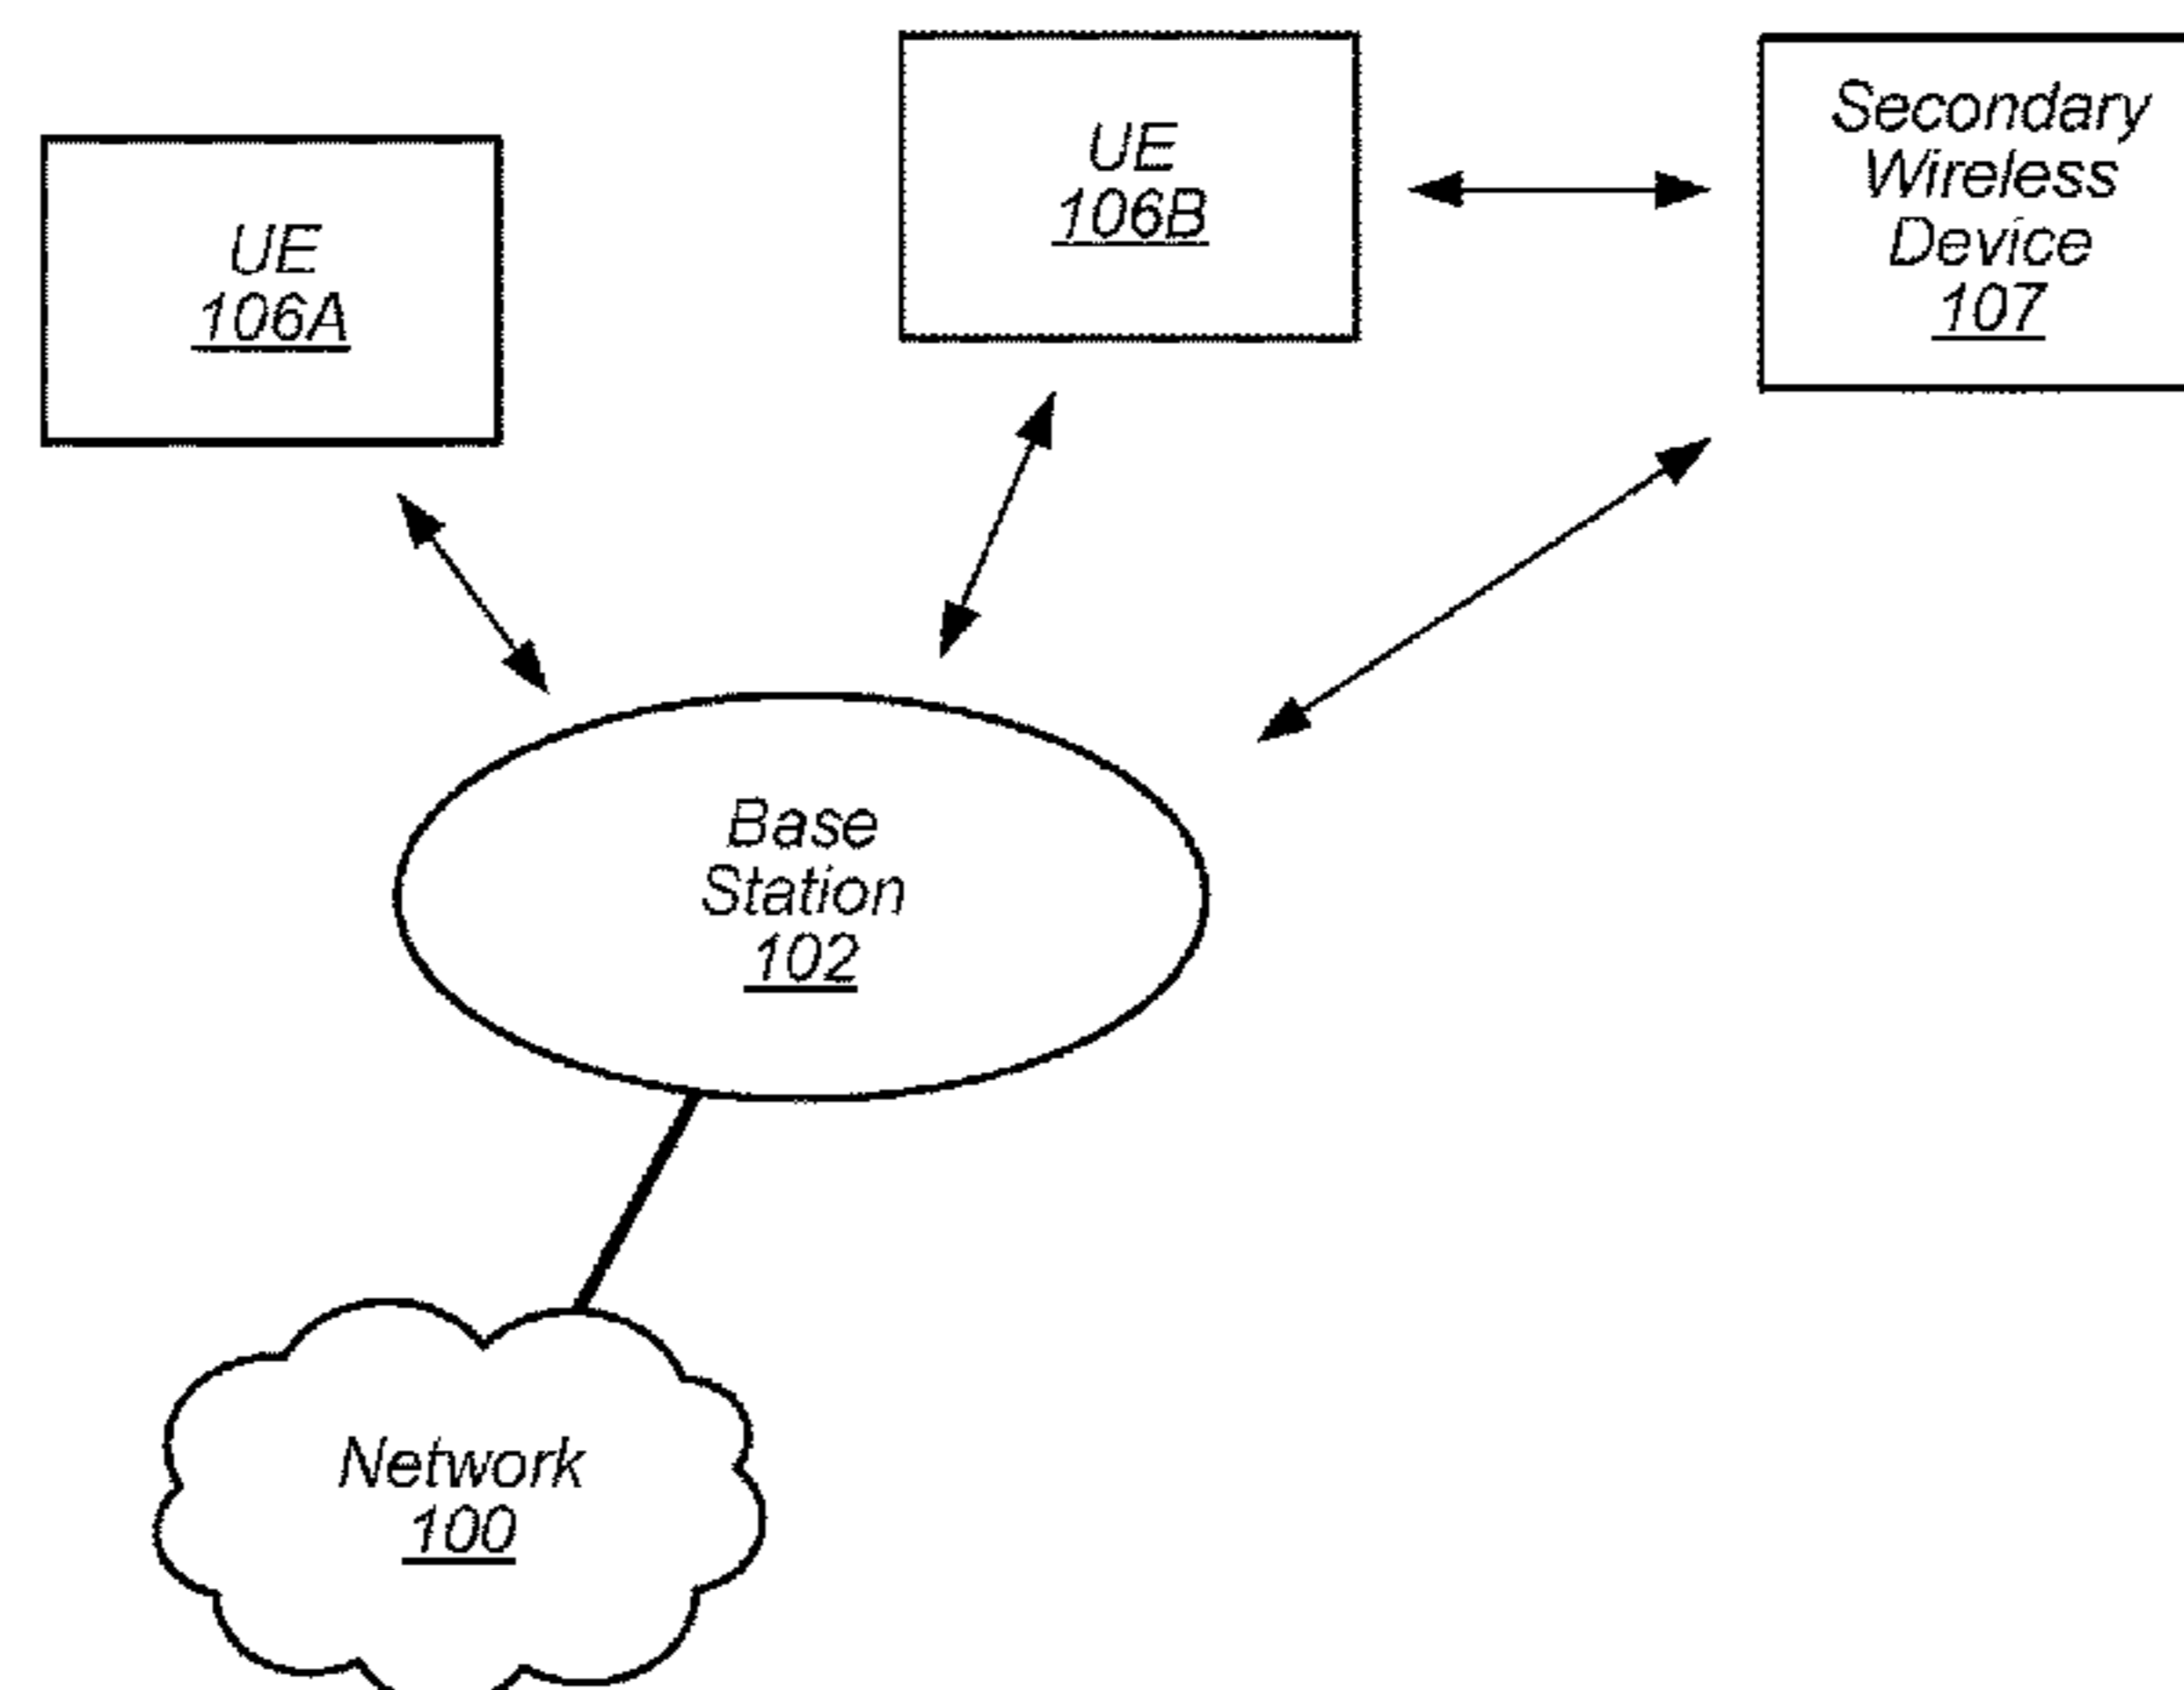 UE
106A
UE
106B
Secondary
Wireless
Device
107
Base
Station
102
Network
100